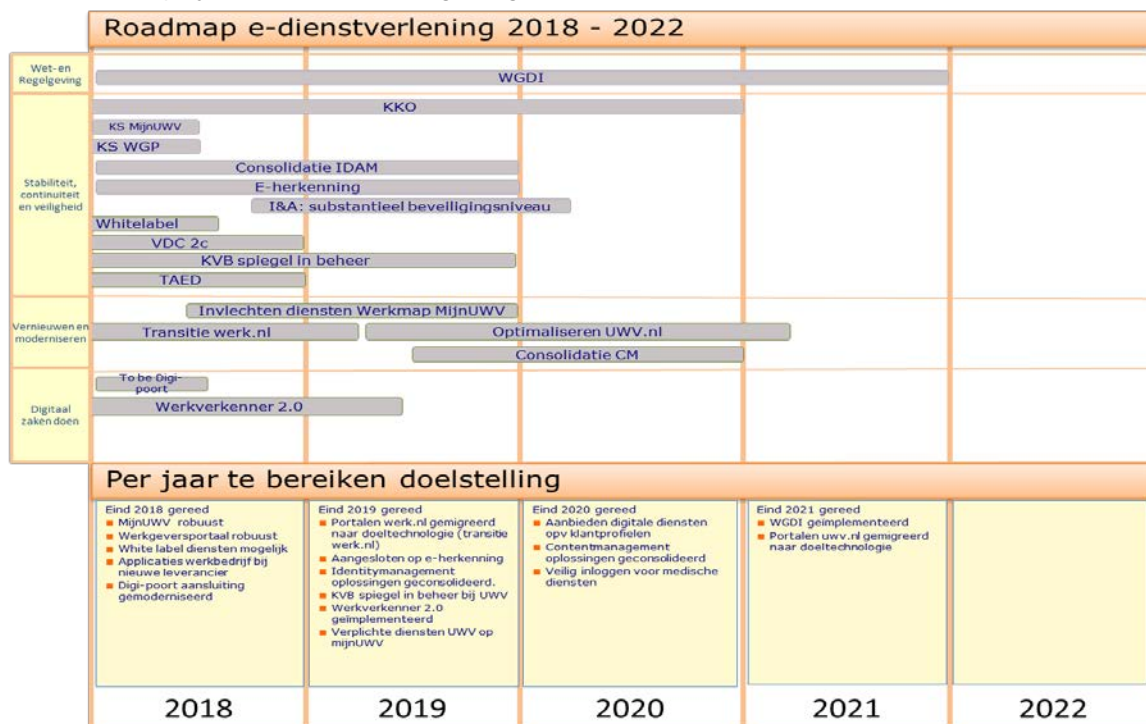 Roadmap e-dienstverlening 2018 - 2022
Wet- en
Regelgeving
WGDI
Stabiliteit,
continuiteit
en veiligheid
KKO
KS MijnUWV
KS WGP
Consolidatie IDAM
E-herkenning
I&A: substantieel beveiligingsniveau
Whitelabel
VDC 2c
KVB spiegel in beheer
TAED
Vernieuwen en
moderniseren
Invlechten diensten Werkmap MijnUWV
Transitie werk.nl
Optimaliseren UWV.nl
Consolidatie CM
Digitaal
zaken doen
To be Digi-
poort
Werkverkenner 2.0
Per jaar te bereiken doelstelling
Eind 2018 gereed
MijnUWV robuust
Werkgeversportaal robuust
White label diensten mogelijk
Applicaties werkbedrijf bij
nieuwe leverancier
Digi-poort aansluiting
gemoderniseerd
Eind 2019 gereed
Portalen werk.nl gemigreerd
naar doeltechnologie (transitie
werk.nl)
Aangesloten op e-herkenning
Identitymanagement
oplossingen geconsolideerd.
KVB spiegel in beheer bij UWV
Werkverkenner 2.0
geïmplementeerd
Verplichte diensten UWV op
mijnUWV
Eind 2020 gereed
Aanbieden digitale diensten
opv klantprofielen
Contentmanagement
oplossingen geconsolideerd
Veilig inloggen voor medische
diensten
Eind 2021 gereed
WGDI geïmplementeerd
Portalen uwv.nl gemigreerd
naar doeltechnologie
2018
2019
2020
2021
2022